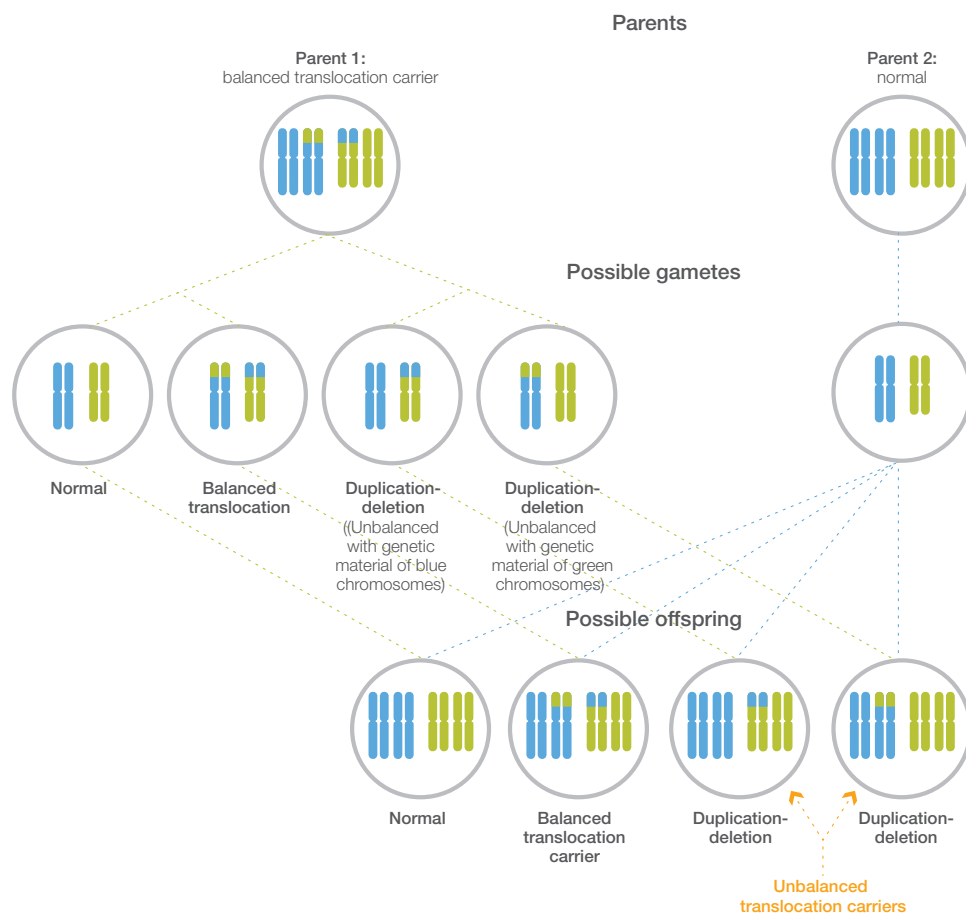 Parents
Parent 1:
balanced translocation carrier
Parent 2:
normal
Possible gametes
Normal
Balanced
translocation
Duplication-
deletion
((Unbalanced
with genetic
material of blue
chromosomes)
Duplication-
deletion
(Unbalanced
with genetic
material of green
chromosomes)
Possible offspring
Normal
Balanced
translocation
carrier
Duplication-
deletion
Duplication-
deletion
Unbalanced
translocation carriers